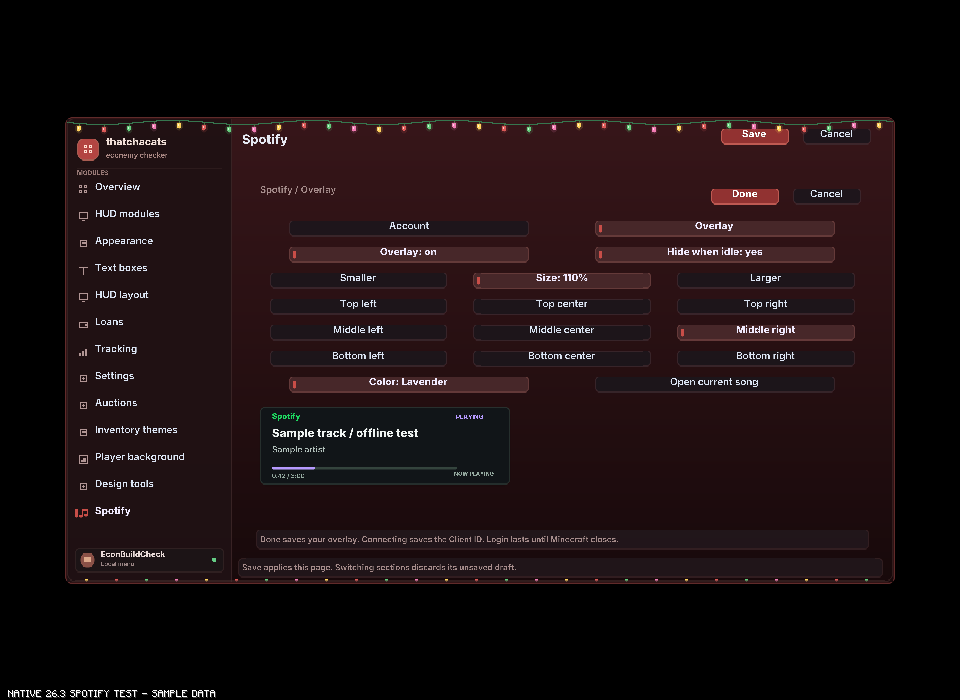 thatchacats
economy checker
MODULES
Overview
HUD modules
Appearance
Text boxes
HUD layout
Loans
Tracking
Settings
Auctions
Inventory themes
Player background
Design tools
Spotify
EconBuildCheck
Local menu
Spotify
Save
Cancel
Spotify / Overlay
Done
Cancel
Account
Overlay
Overlay: on
Hide when idle: yes
Smaller
Size: 110%
Larger
Top left
Top center
Top right
Middle left
Middle center
Middle right
Bottom left
Bottom center
Bottom right
Color: Lavender
Open current song
Spotify
PLAYING
Sample track / offline test
Sample artist
0:42 / 3:00
NOW PLAYING
Done saves your overlay. Connecting saves the Client ID. Login lasts until Minecraft closes.
Save applies this page. Switching sections discards its unsaved draft.
NATIVE 26.3 SPOTIFY TEST - SAMPLE DATA